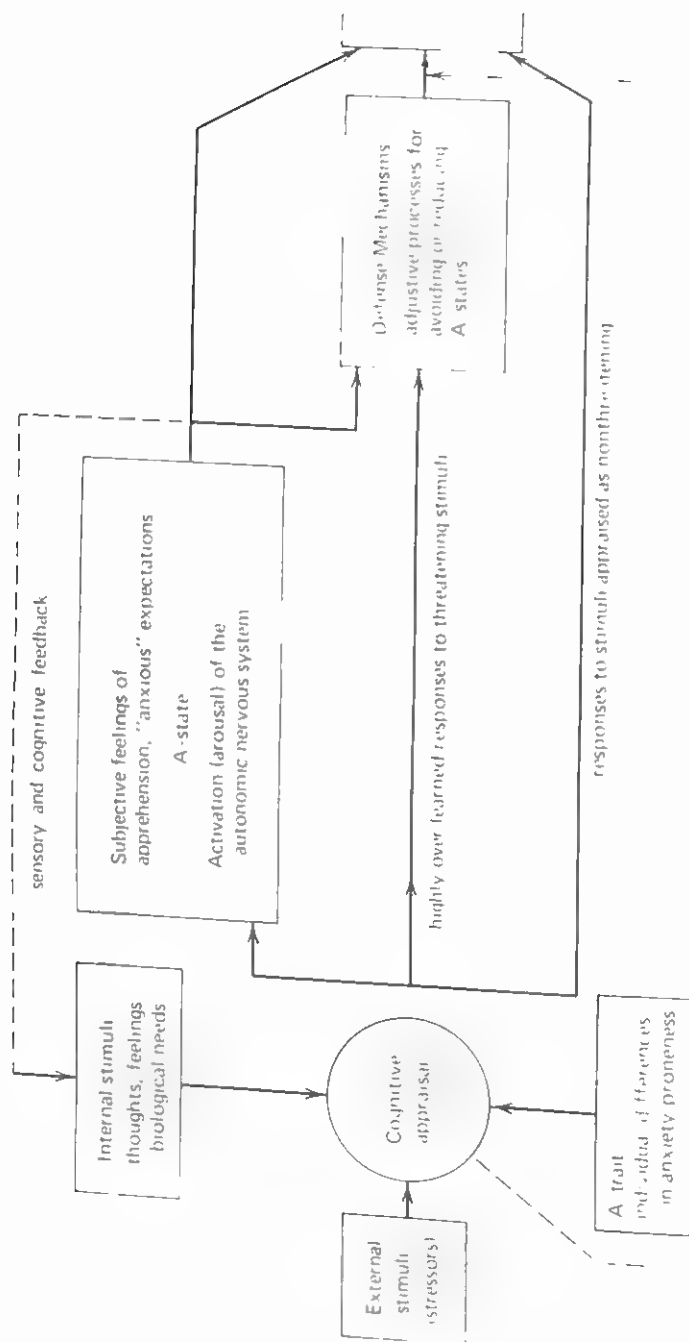 sensory and cognitive feedback
Internal stimuli
thoughts, feelings
biological needs
Subjective feelings of
apprehension, "anxious" expectations
A-state
Activation (arousal) of the
autonomic nervous system
External
stimuli
(stressors)
Cognitive
appraisal
highly over learned responses to threatening stimuli
Defense Mechanisms
adjustive processes for
avoiding or reducing
A states
A trait
individual differences
in anxiety proneness
responses to stimuli appraised as nonthreatening